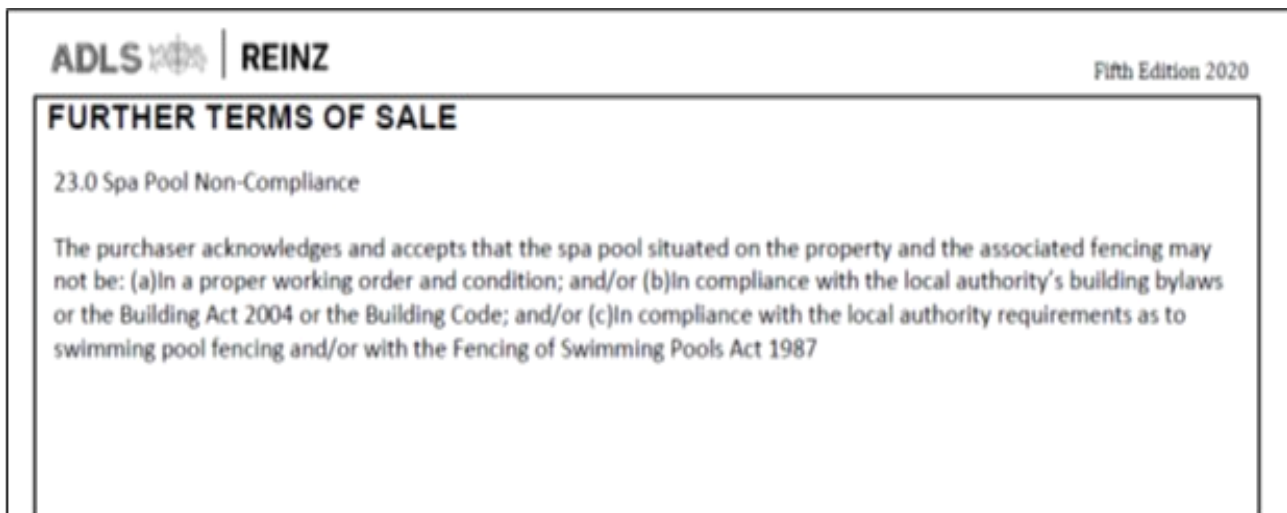 ADLS | REINZ
Fifth Edition 2020
FURTHER TERMS OF SALE
23.0 Spa Pool Non-Compliance
The purchaser acknowledges and accepts that the spa pool situated on the property and the associated fencing may
not be: (a)In a proper working order and condition; and/or (b)In compliance with the local authority's building bylaws
or the Building Act 2004 or the Building Code; and/or (c)In compliance with the local authority requirements as to
swimming pool fencing and/or with the Fencing of Swimming Pools Act 1987